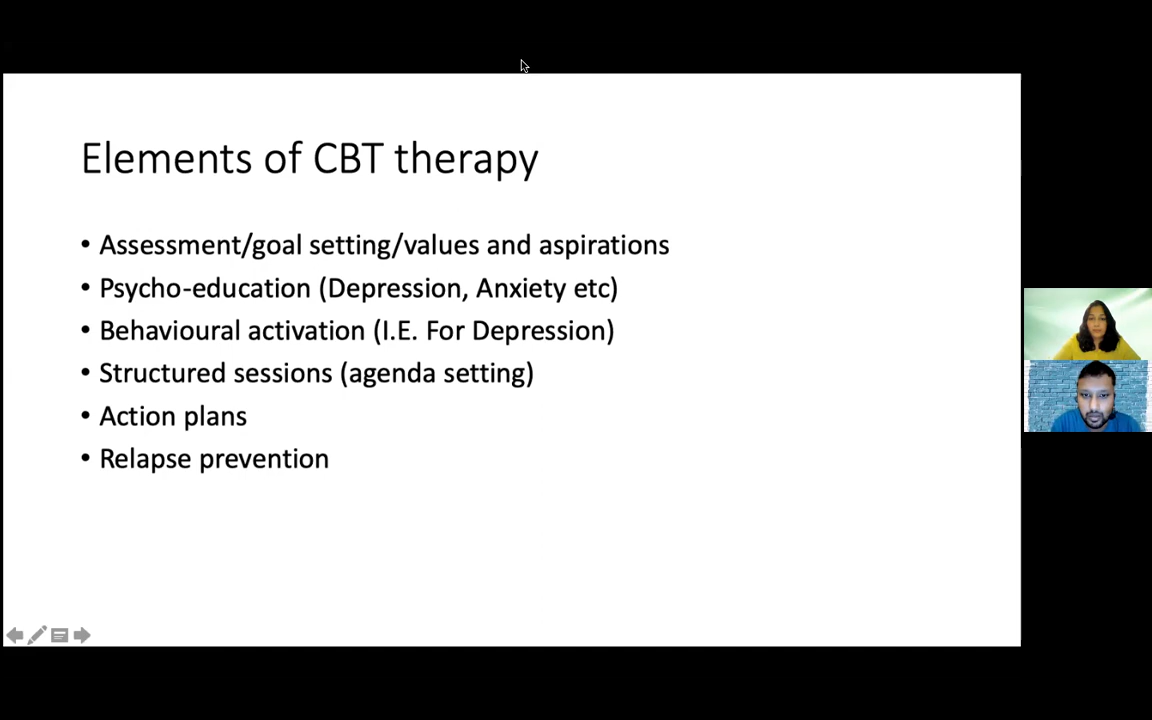 Elements of CBT therapy
• Assessment/goal setting/values and aspirations
• Psycho-education (Depression, Anxiety etc)
• Behavioural activation (I.E. For Depression)
• Structured sessions (agenda setting)
• Action plans
• Relapse prevention